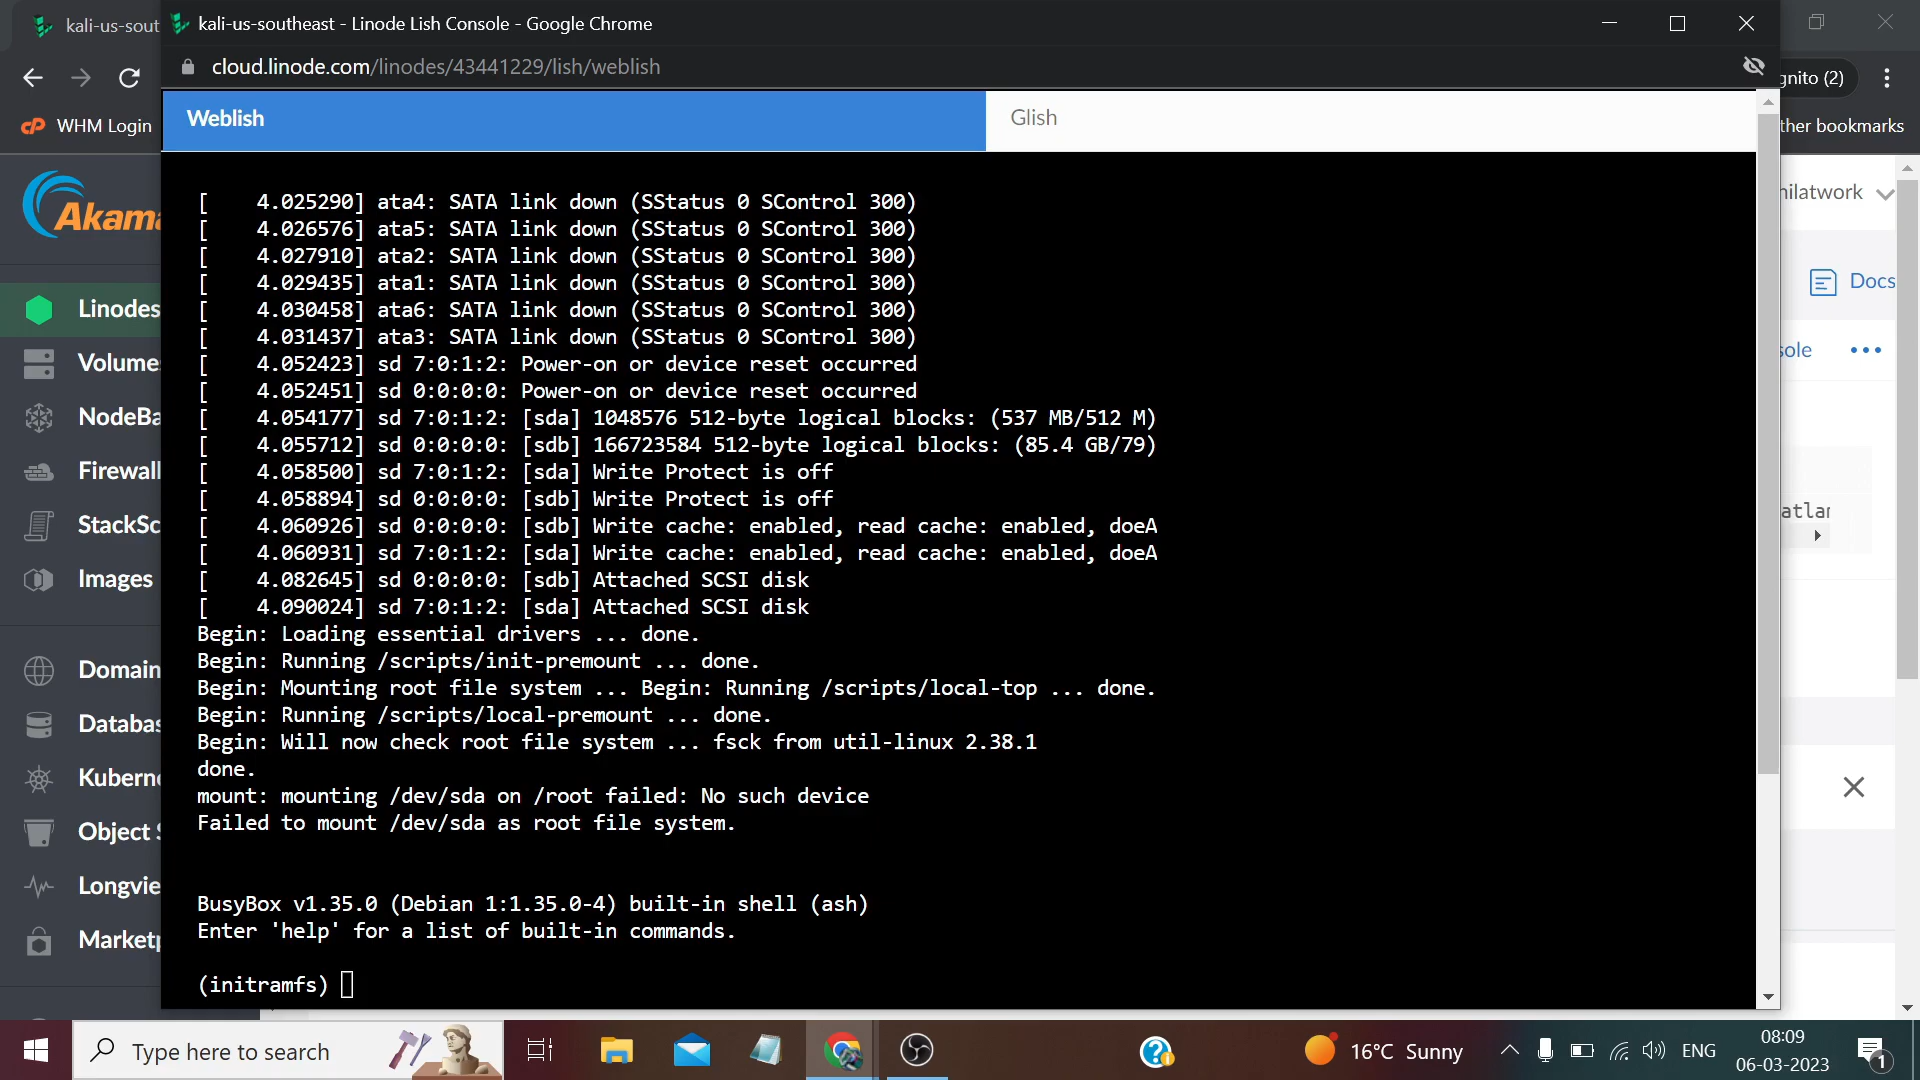 kali-us-sout
kali-us-southeast - Linode Lish Console - Google Chrome
cloud.linode.com/linodes/43441229/lish/weblish
gnito (2)
WHM Login
ther bookmarks
Weblish
Glish
Akama
nilatwork
Docs
sole
atlar
Linodes
Volume
NodeBa
Firewall
StackSc
Images
Domain
Databas
Kuberne
Object S
Longvie
Marketp
[    4.025290] ata4: SATA link down (SStatus 0 SControl 300)
[    4.026576] ata5: SATA link down (SStatus 0 SControl 300)
[    4.027910] ata2: SATA link down (SStatus 0 SControl 300)
[    4.029435] ata1: SATA link down (SStatus 0 SControl 300)
[    4.030458] ata6: SATA link down (SStatus 0 SControl 300)
[    4.031437] ata3: SATA link down (SStatus 0 SControl 300)
[    4.052423] sd 7:0:1:2: Power-on or device reset occurred
[    4.052451] sd 0:0:0:0: Power-on or device reset occurred
[    4.054177] sd 7:0:1:2: [sda] 1048576 512-byte logical blocks: (537 MB/512 M)
[    4.055712] sd 0:0:0:0: [sdb] 166723584 512-byte logical blocks: (85.4 GB/79)
[    4.058500] sd 7:0:1:2: [sda] Write Protect is off
[    4.058894] sd 0:0:0:0: [sdb] Write Protect is off
[    4.060926] sd 0:0:0:0: [sdb] Write cache: enabled, read cache: enabled, doeA
[    4.060931] sd 7:0:1:2: [sda] Write cache: enabled, read cache: enabled, doeA
[    4.082645] sd 0:0:0:0: [sdb] Attached SCSI disk
[    4.090024] sd 7:0:1:2: [sda] Attached SCSI disk
Begin: Loading essential drivers ... done.
Begin: Running /scripts/init-premount ... done.
Begin: Mounting root file system ... Begin: Running /scripts/local-top ... done.
Begin: Running /scripts/local-premount ... done.
Begin: Will now check root file system ... fsck from util-linux 2.38.1
done.
mount: mounting /dev/sda on /root failed: No such device
Failed to mount /dev/sda as root file system.
BusyBox v1.35.0 (Debian 1:1.35.0-4) built-in shell (ash)
Enter 'help' for a list of built-in commands.
(initramfs)
Type here to search
16°C Sunny
ENG
08:09
06-03-2023
1